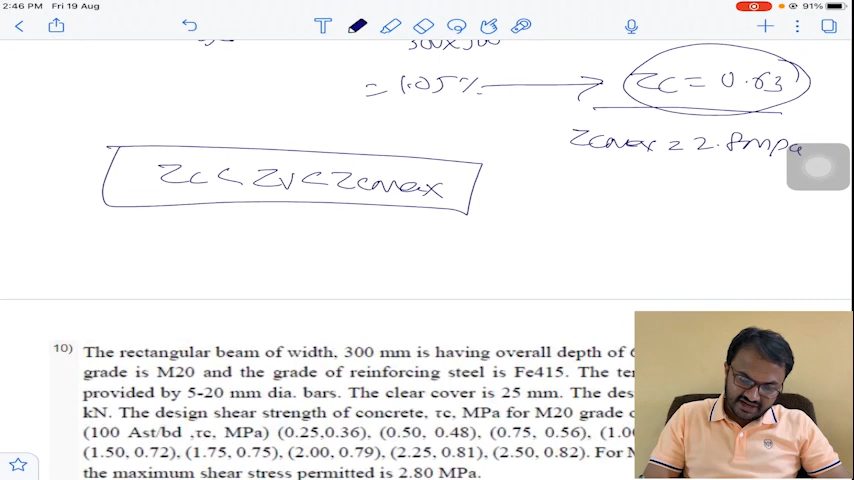 2:46 PM Fri 19 Aug
91%
300 x 500
= 1.05% → τc = 0.63
τcmax = 2.8 mpa
τc < τv < τcmax
10) The rectangular beam of width, 300 mm is having overall depth of
grade is M20 and the grade of reinforcing steel is Fe415. The
provided by 5-20 mm dia. bars. The clear cover is 25 mm. The
kN. The design shear strength of concrete, τc, MPa for M20 grade
(100 Ast/bd ,τc, MPa) (0.25,0.36), (0.50, 0.48), (0.75, 0.56),
(1.50, 0.72), (1.75, 0.75), (2.00, 0.79), (2.25, 0.81), (2.50, 0.82). For
the maximum shear stress permitted is 2.80 MPa.